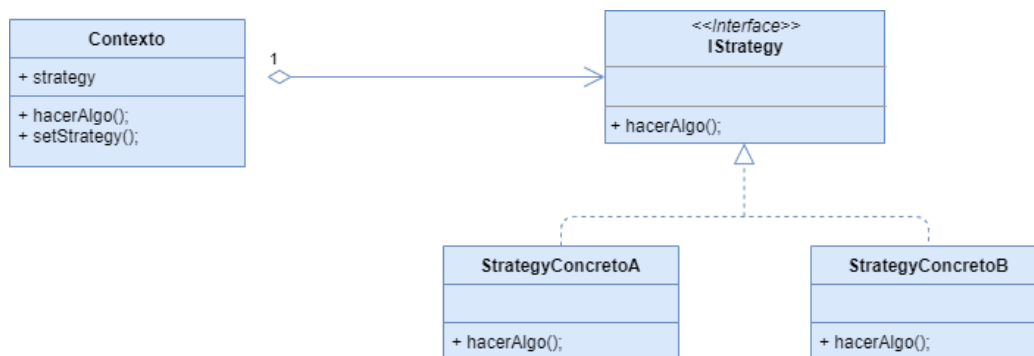 Contexto
+ strategy
+ hacerAlgo();
+ setStrategy();
1
<<Interface>>
IStrategy
+ hacerAlgo();
StrategyConcretoA
+ hacerAlgo();
StrategyConcretoB
+ hacerAlgo();